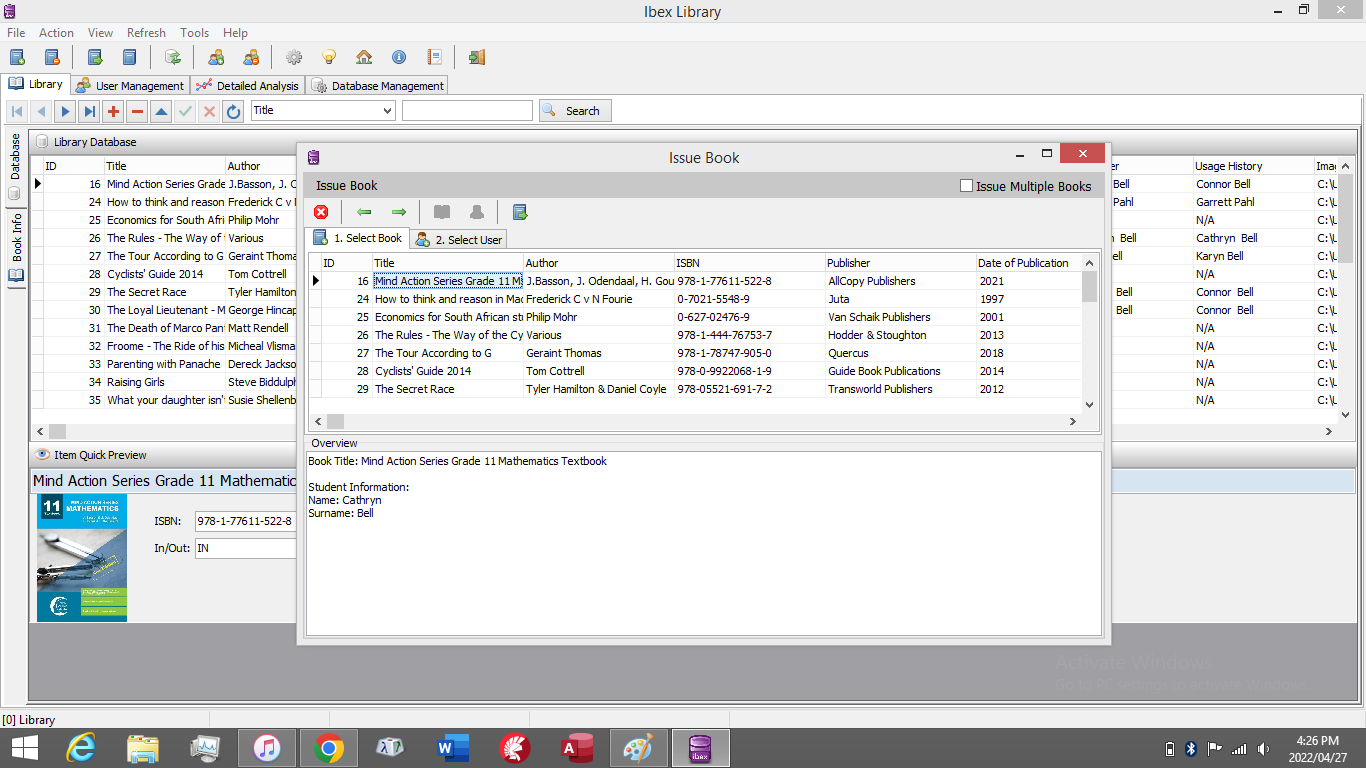 Ibex Library
File Action View Refresh Tools Help
Library User Management Detailed Analysis Database Management
Title Search
Database
Book Info
Library Database
ID Title Author
16 Mind Action Series Grade J.Basson, J. O
24 How to think and reason Frederick C v N
25 Economics for South Afri Philip Mohr
26 The Rules - The Way of t Various
27 The Tour According to G Geraint Thomas
28 Cyclists' Guide 2014 Tom Cottrell
29 The Secret Race Tyler Hamilton
30 The Loyal Lieutenant - M George Hincap
31 The Death of Marco Pan Matt Rendell
32 Froome - The Ride of his Micheal Vlisma
33 Parenting with Panache Dereck Jackso
34 Raising Girls Steve Biddulph
35 What your daughter isn't Susie Shellenb
er Usage History Imag
Bell Connor Bell C:\U
Pahl Garrett Pahl C:\U
N/A C:\U
n Bell Cathryn Bell C:\U
Bell Karyn Bell C:\U
N/A C:\U
r Bell Connor Bell C:\U
r Bell Connor Bell C:\U
N/A C:\U
N/A C:\U
N/A C:\U
N/A C:\U
N/A C:\U
Issue Book
Issue Book Issue Multiple Books
1. Select Book 2. Select User
ID Title Author ISBN Publisher Date of Publication
16 Mind Action Series Grade 11 Ma J.Basson, J. Odendaal, H. Gou 978-1-77611-522-8 AllCopy Publishers 2021
24 How to think and reason in Mac Frederick C v N Fourie 0-7021-5548-9 Juta 1997
25 Economics for South African st Philip Mohr 0-627-02476-9 Van Schaik Publishers 2001
26 The Rules - The Way of the Cy Various 978-1-444-76753-7 Hodder & Stoughton 2013
27 The Tour According to G Geraint Thomas 978-1-78747-905-0 Quercus 2018
28 Cyclists' Guide 2014 Tom Cottrell 978-0-9922068-1-9 Guide Book Publications 2014
29 The Secret Race Tyler Hamilton & Daniel Coyle 978-05521-691-7-2 Transworld Publishers 2012
Overview
Book Title: Mind Action Series Grade 11 Mathematics Textbook
Student Information:
Name: Cathryn
Surname: Bell
Item Quick Preview
Mind Action Series Grade 11 Mathematic
11 MIND ACTION SERIES
MATHEMATICS
ISBN: 978-1-77611-522-8
In/Out: IN
Activate Windows
Go to PC settings to activate Windows.
[0] Library
ibex
4:26 PM
2022/04/27